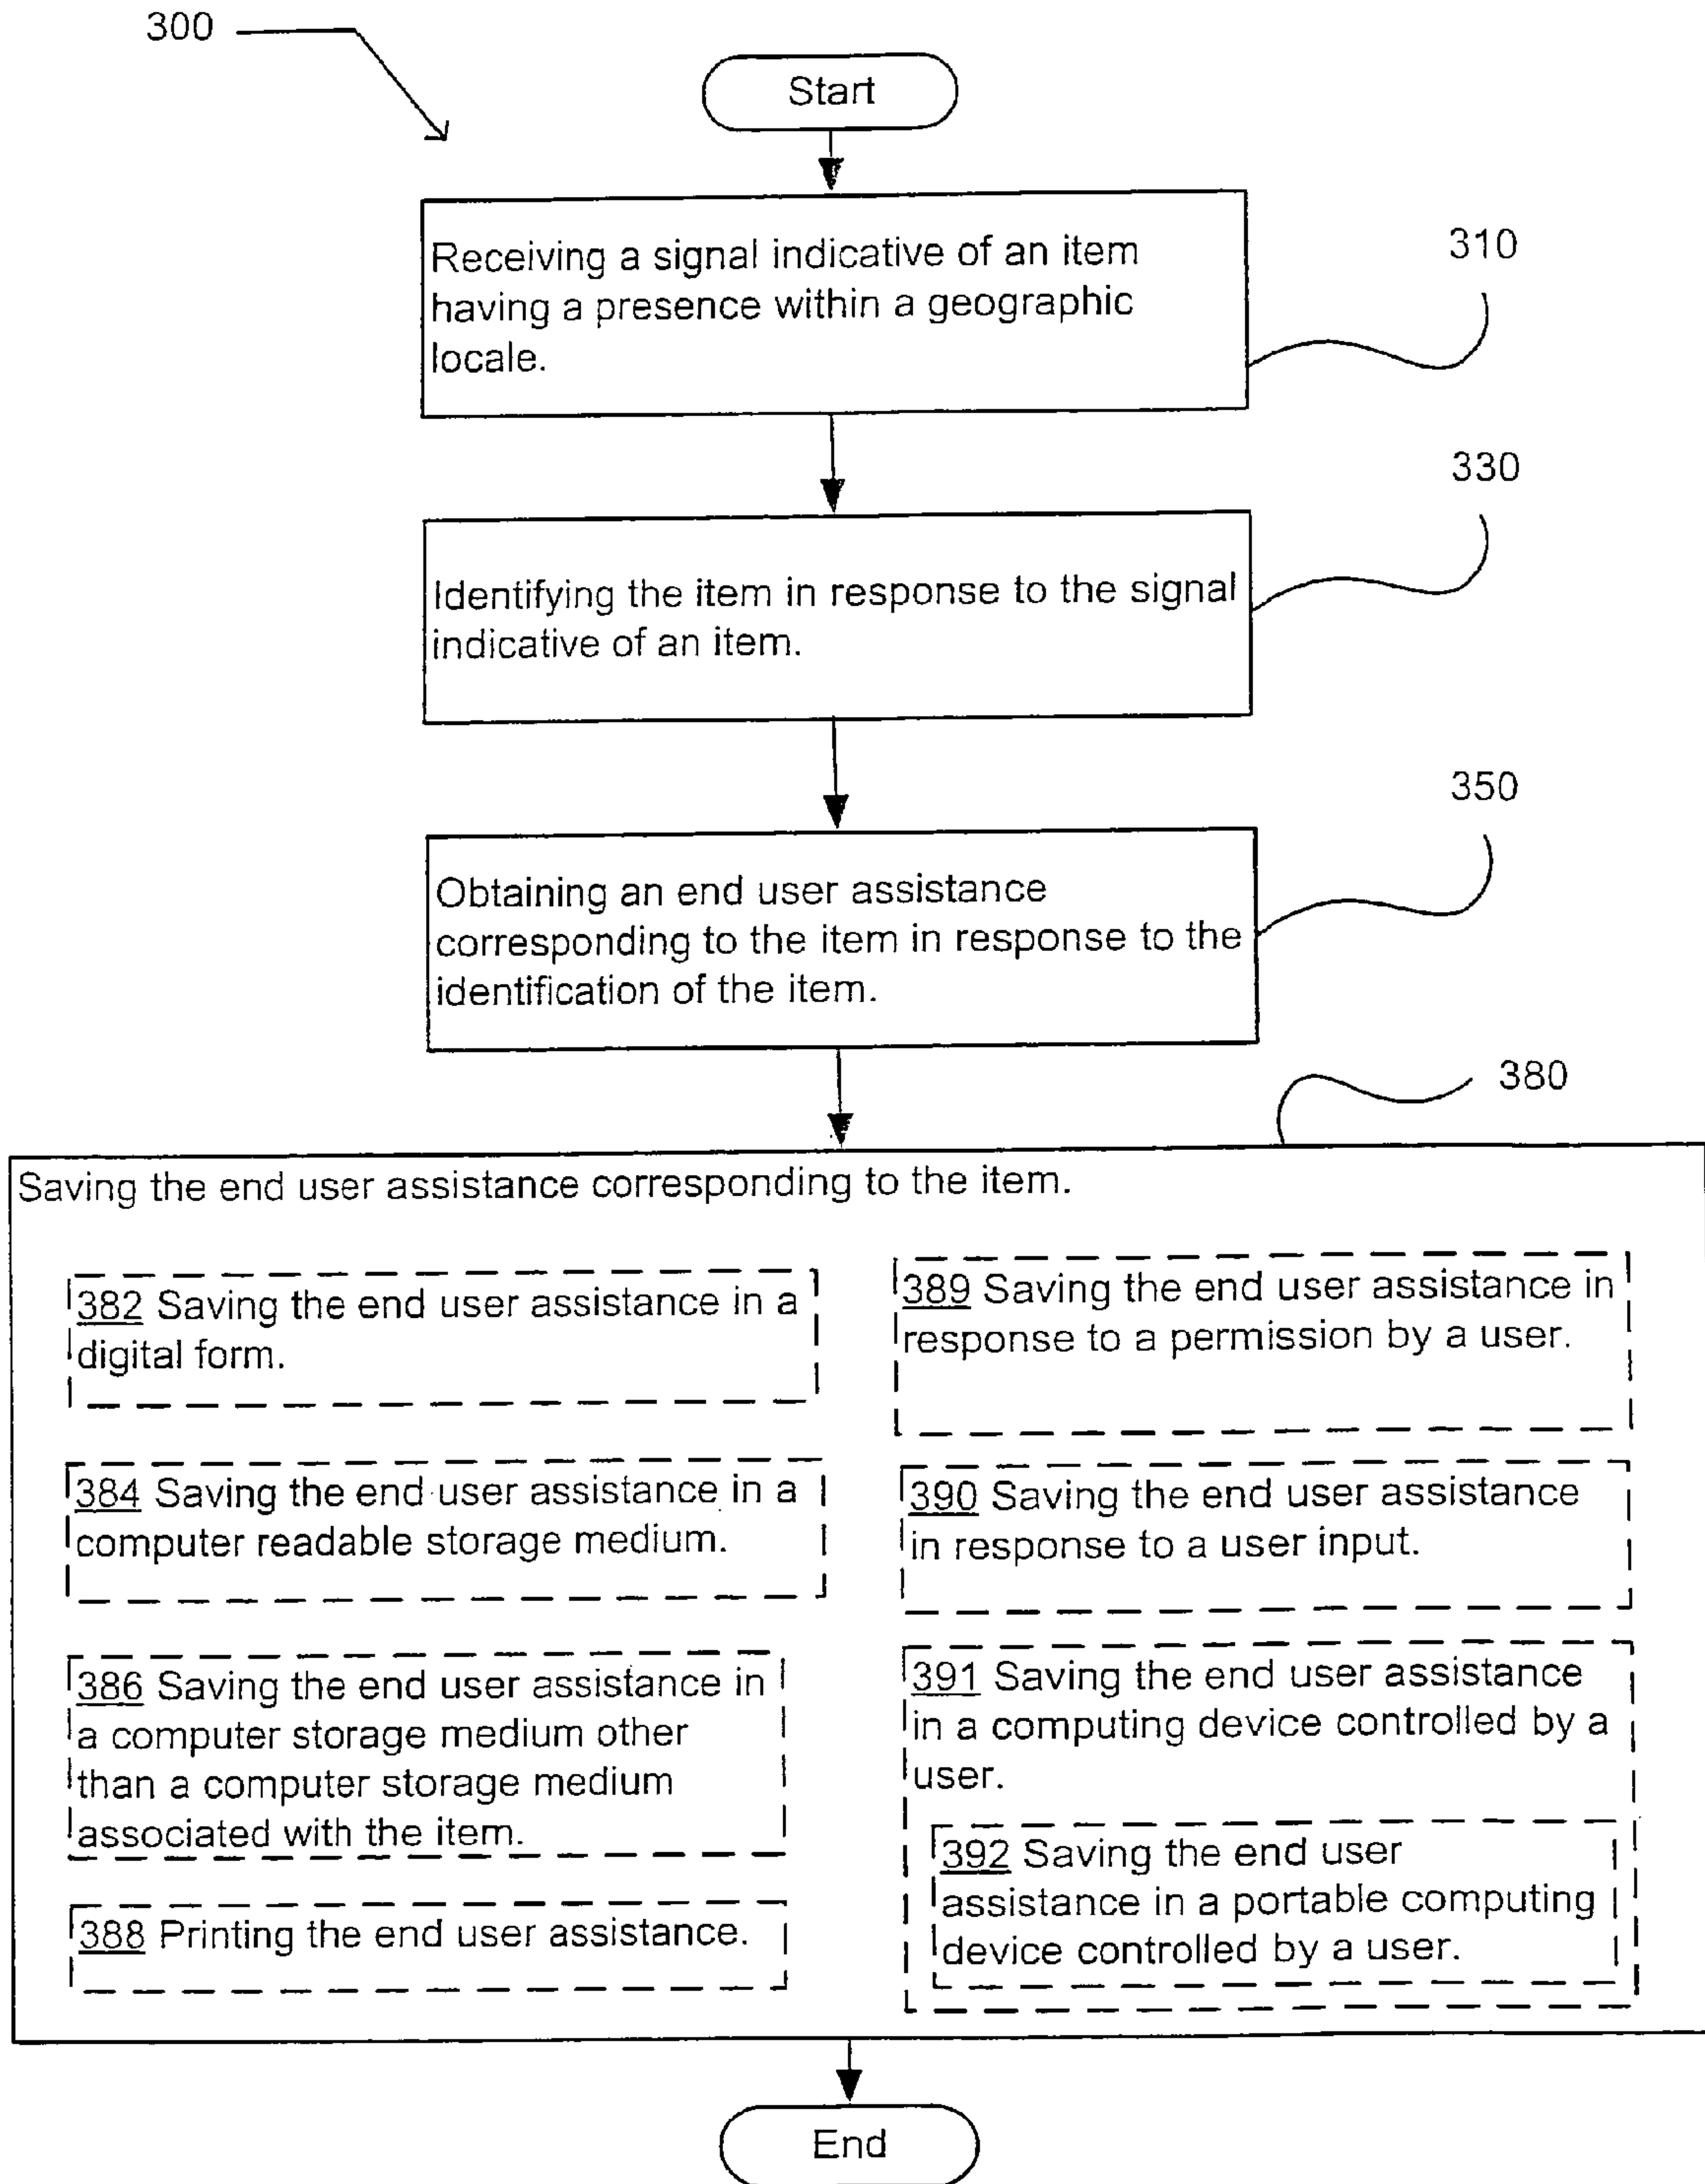 300
Start
Receiving a signal indicative of an item
having a presence within a geographic
locale.
310
Identifying the item in response to the signal
indicative of an item.
330
Obtaining an end user assistance
corresponding to the item in response to the
identification of the item.
350
380
Saving the end user assistance corresponding to the item.
382 Saving the end user assistance in a
digital form.
384 Saving the end user assistance in a
computer readable storage medium.
386 Saving the end user assistance in
a computer storage medium other
than a computer storage medium
associated with the item.
388 Printing the end user assistance.
389 Saving the end user assistance in
response to a permission by a user.
390 Saving the end user assistance
in response to a user input.
391 Saving the end user assistance
in a computing device controlled by a
user.
392 Saving the end user
assistance in a portable computing
device controlled by a user.
End